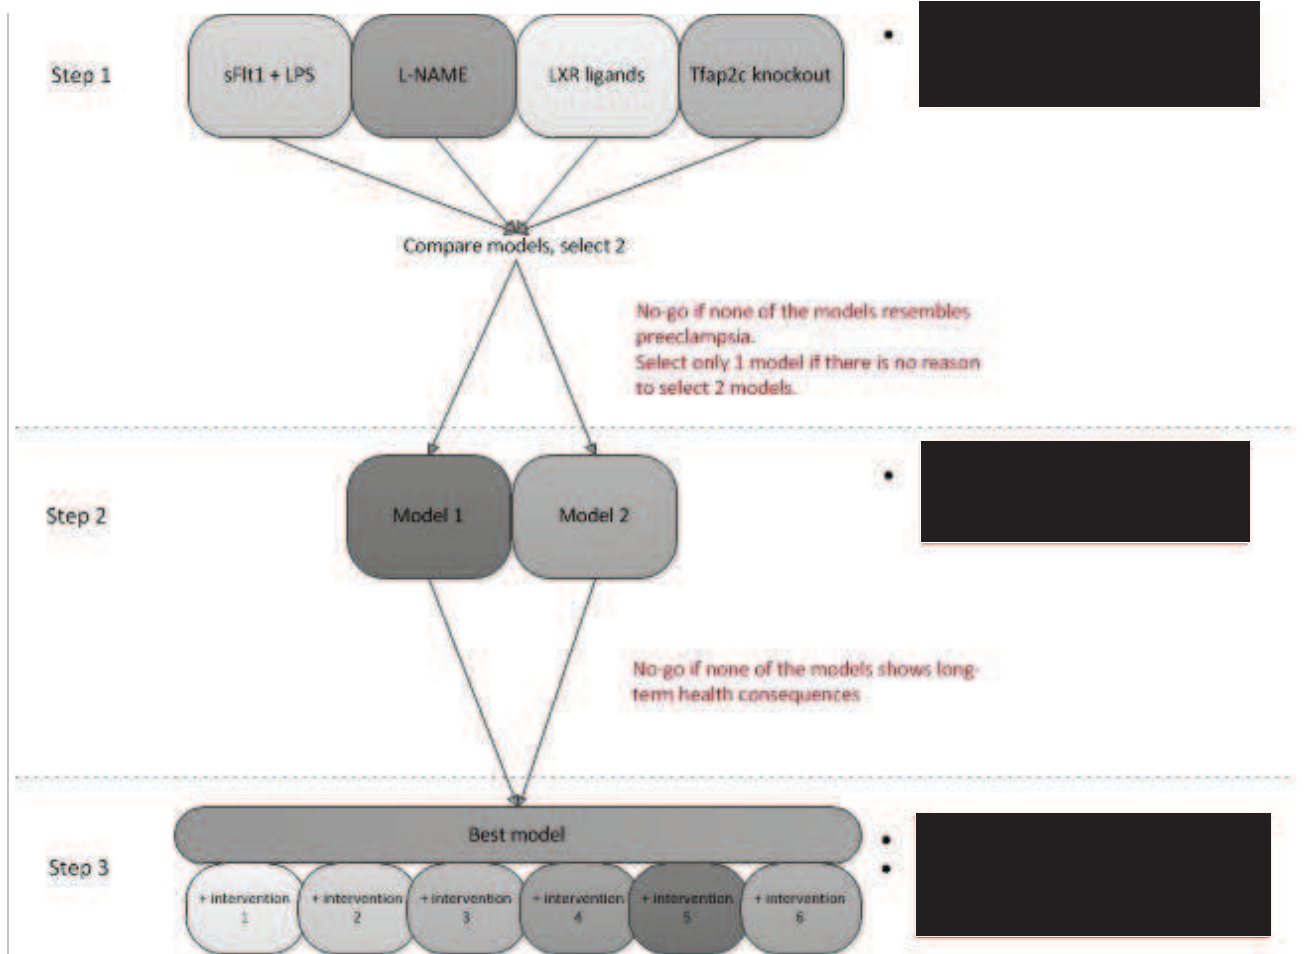 Step 1
sFlt1 + LPS
L-NAME
LXR ligands
Tfap2c knockout
Compare models, select 2
No-go if none of the models resembles
preeclampsia.
Select only 1 model if there is no reason
to select 2 models.
Step 2
Model 1
Model 2
No-go if none of the models shows long-
term health consequences
Best model
Step 3
+ intervention
1
+ intervention
2
+ intervention
3
+ intervention
4
+ intervention
5
+ intervention
6